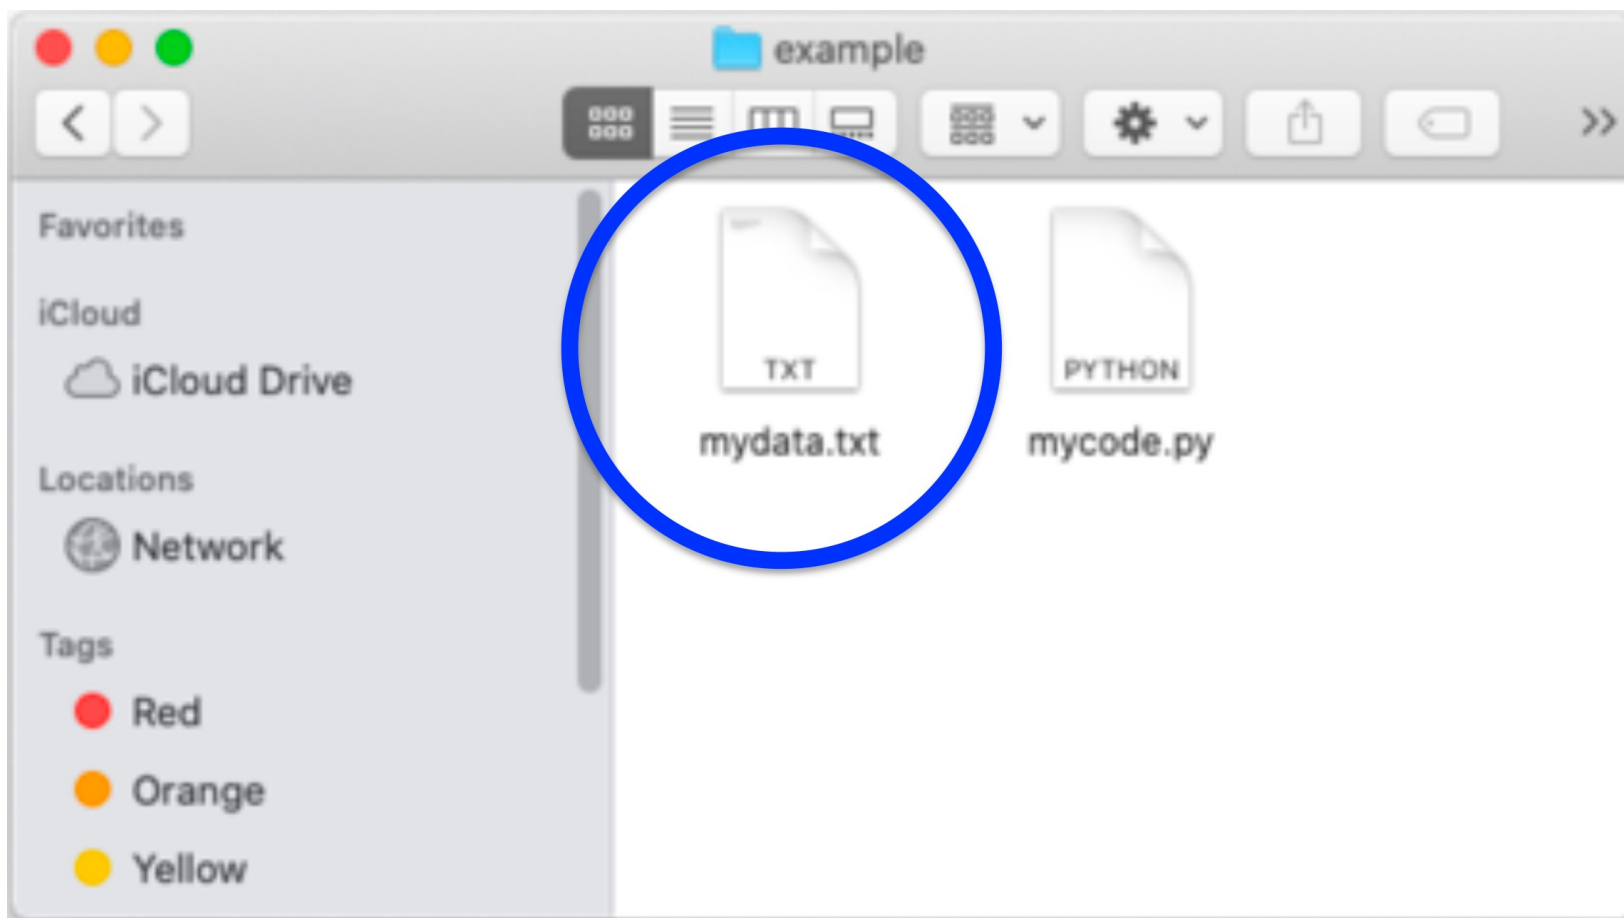 example
Favorites
iCloud
iCloud Drive
Locations
Network
Tags
Red
Orange
Yellow
TXT
mydata.txt
PYTHON
mycode.py